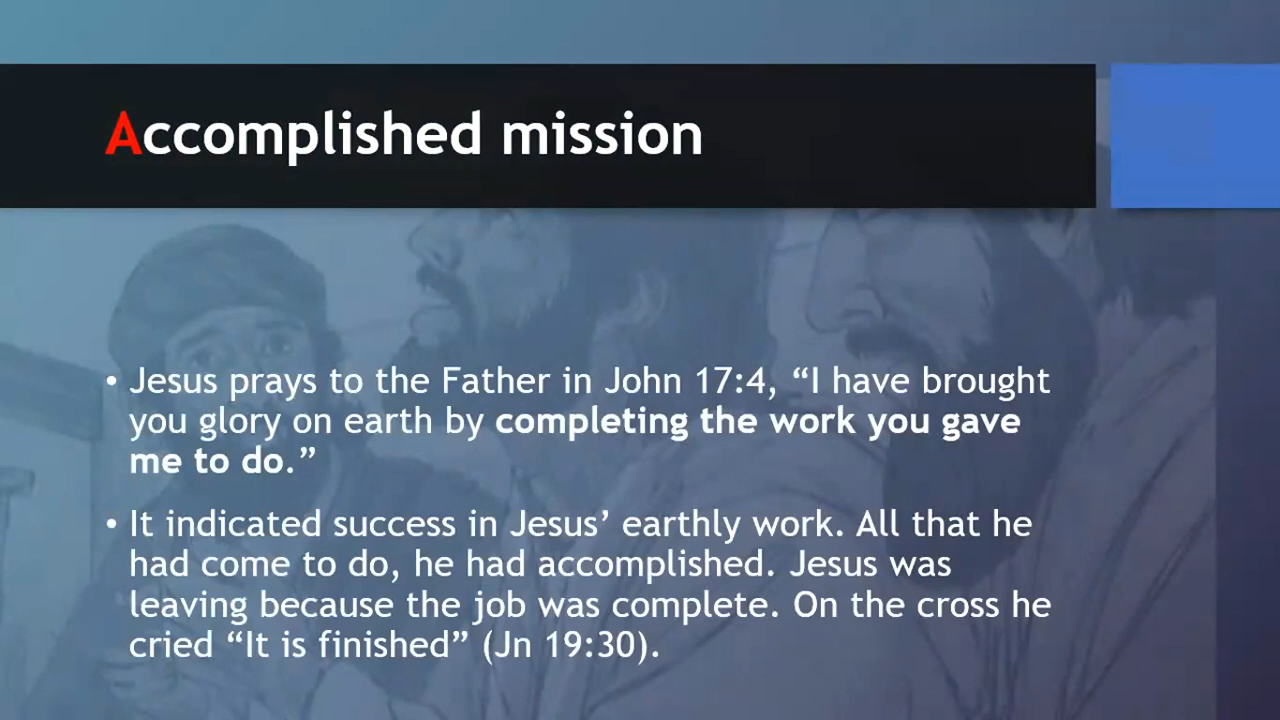 Accomplished mission
• Jesus prays to the Father in John 17:4, “I have brought
you glory on earth by completing the work you gave
me to do.”
• It indicated success in Jesus’ earthly work. All that he
had come to do, he had accomplished. Jesus was
leaving because the job was complete. On the cross he
cried “It is finished” (Jn 19:30).